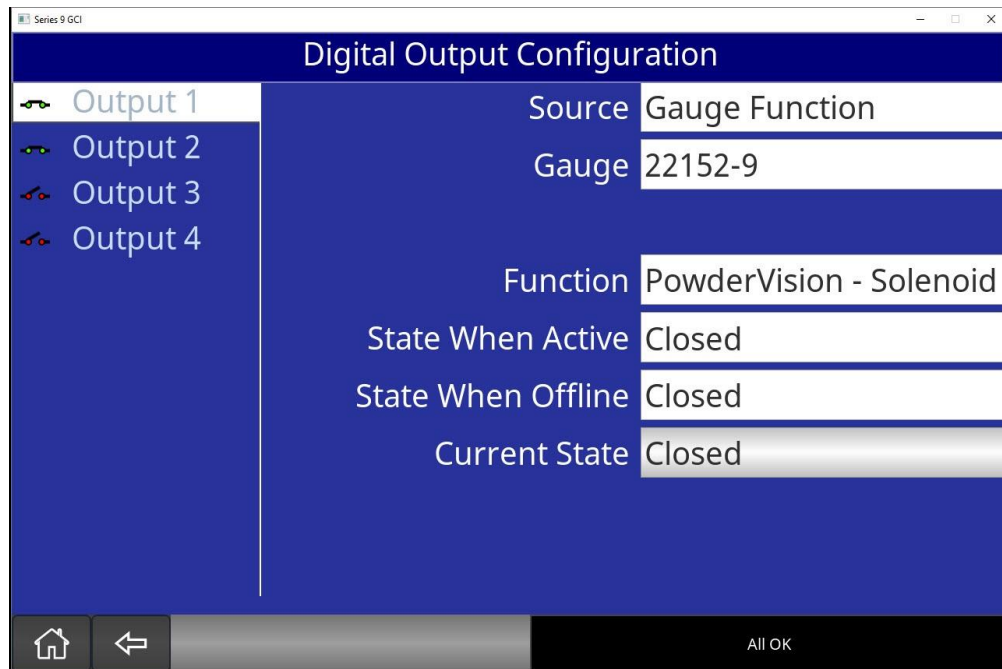 Series 9 GCI
Digital Output Configuration
Output 1
Output 2
Output 3
Output 4
Source Gauge Function
Gauge 22152-9
Function PowderVision - Solenoid
State When Active Closed
State When Offline Closed
Current State Closed
All OK